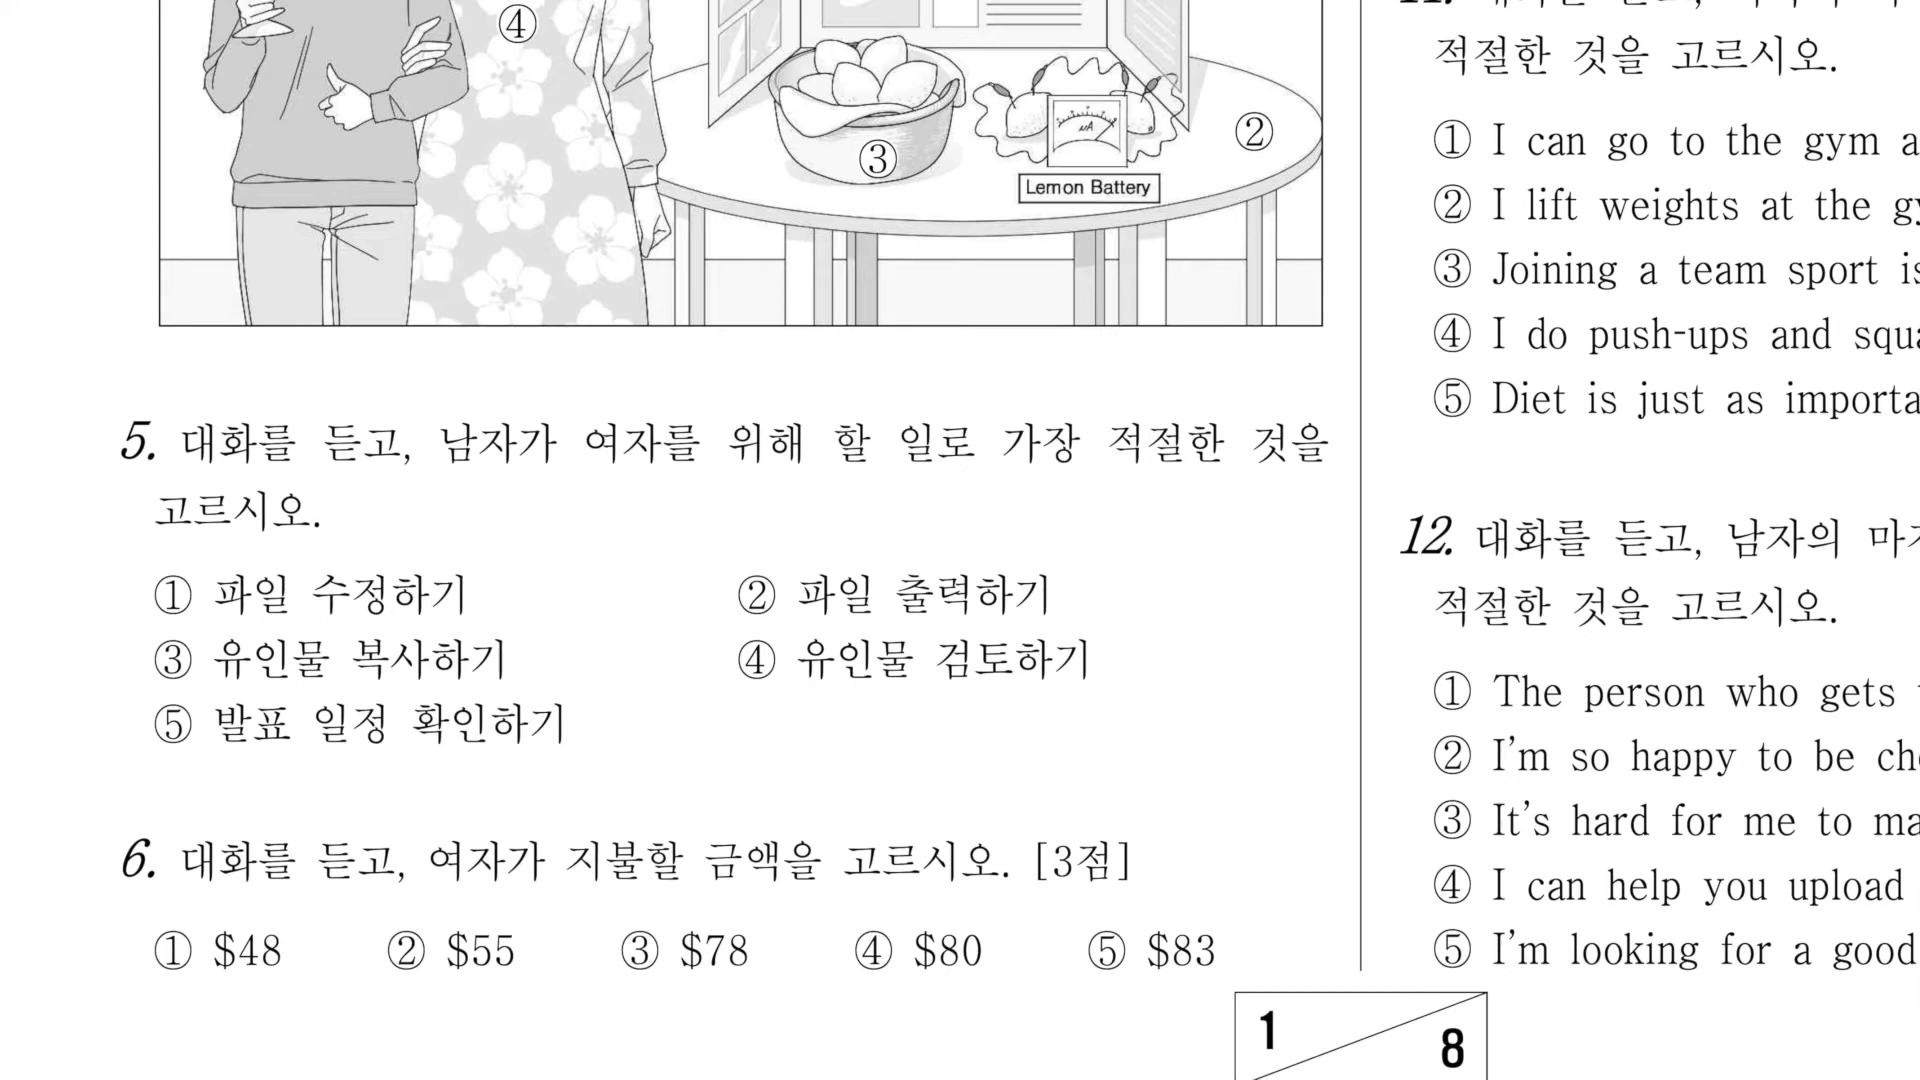 ④
②
③
μA
Lemon Battery
5. 대화를 듣고, 남자가 여자를 위해 할 일로 가장 적절한 것을
고르시오.
① 파일 수정하기 ② 파일 출력하기
③ 유인물 복사하기 ④ 유인물 검토하기
⑤ 발표 일정 확인하기
6. 대화를 듣고, 여자가 지불할 금액을 고르시오. [3점]
① $48 ② $55 ③ $78 ④ $80 ⑤ $83
적절한 것을 고르시오.
① I can go to the gym
② I lift weights at the
③ Joining a team sport
④ I do push-ups and
⑤ Diet is just as
12. 대화를 듣고, 남자의
적절한 것을 고르시오.
① The person who gets
② I'm so happy to be
③ It's hard for me to
④ I can help you upload
⑤ I'm looking for a good
1
8